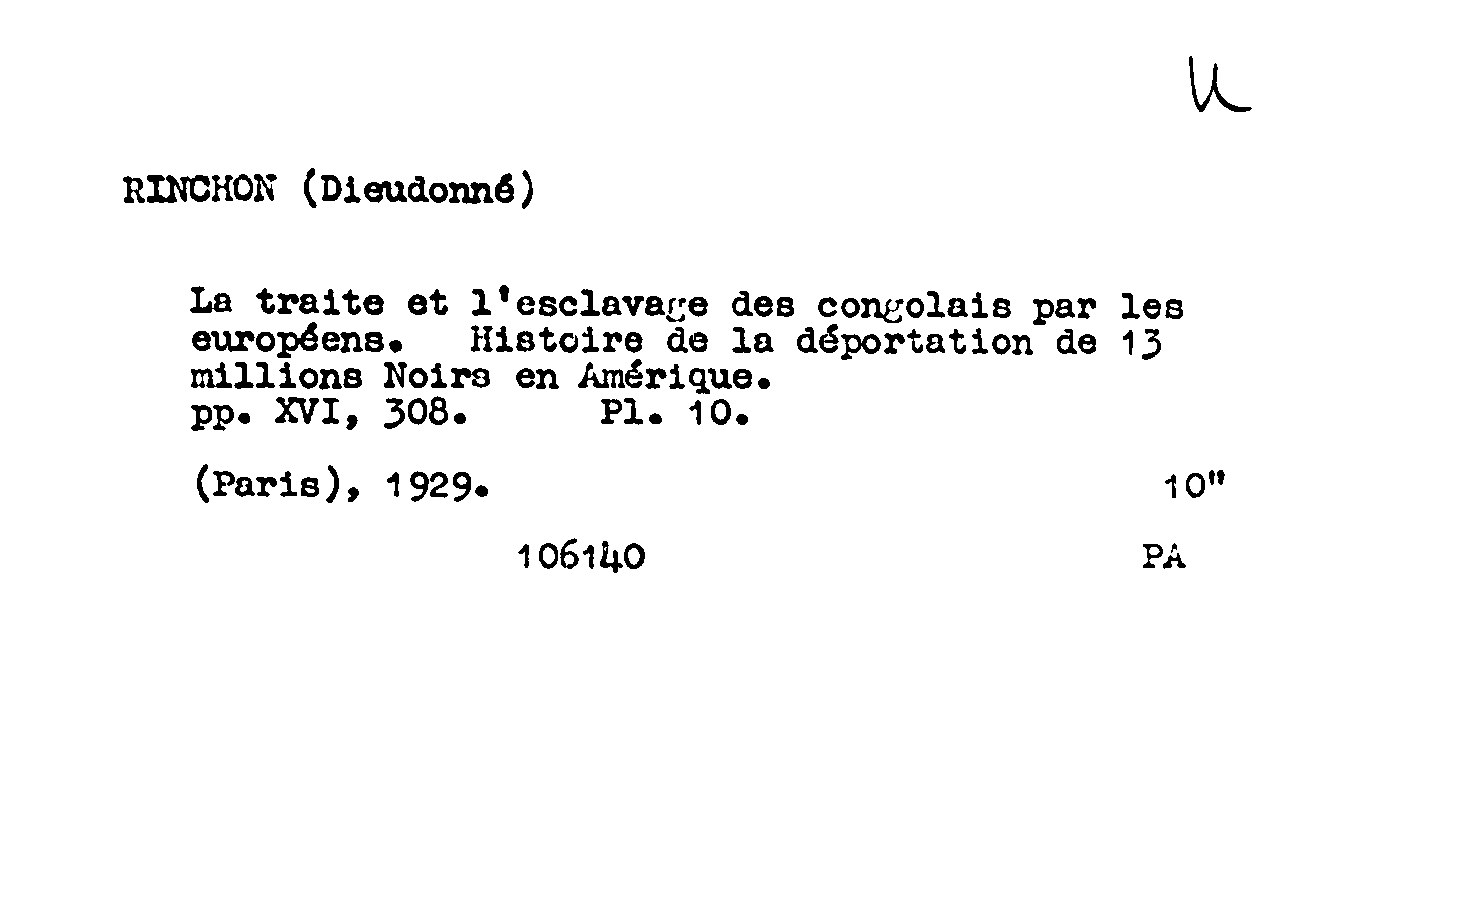 RINCHON (Dieudonné)
La traite et l'esclavage des congolais par les
européens. Histoire de la déportation de 13
millions Noirs en Amérique.
pp. XVI, 308. Pl. 10.
(Paris), 1929. 10"
106140 PA